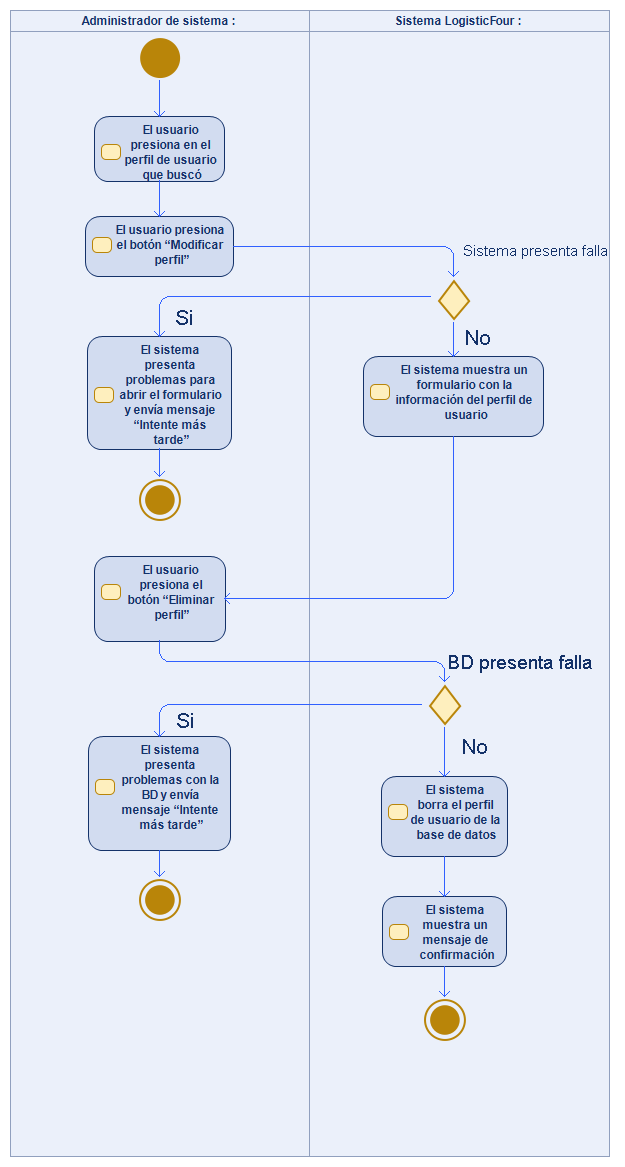 Administrador de sistema :
Sistema LogisticFour :
El usuario
presiona en el
perfil de usuario
que buscó
El usuario presiona
el botón “Modificar
perfil”
Sistema presenta falla
Si
No
El sistema
presenta
problemas para
abrir el formulario
y envía mensaje
“Intente más
tarde”
El sistema muestra un
formulario con la
información del perfil de
usuario
El usuario
presiona el
botón “Eliminar
perfil”
BD presenta falla
Si
No
El sistema
presenta
problemas con la
BD y envía
mensaje “Intente
más tarde”
El sistema
borra el perfil
de usuario de la
base de datos
El sistema
muestra un
mensaje de
confirmación